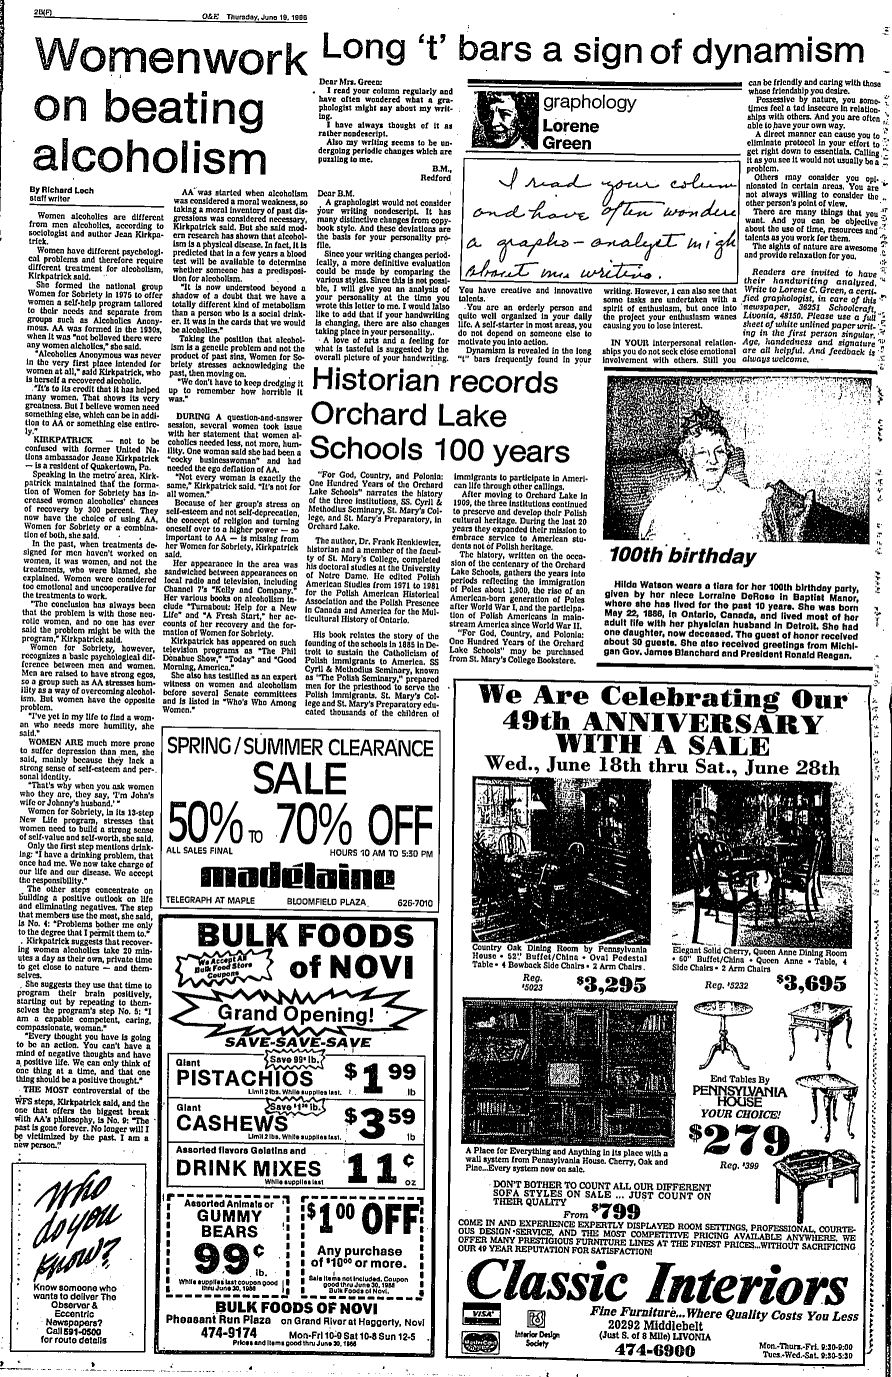 2B(F)
O&E Thursday, June 19, 1986
Womenwork
on beating
alcoholism
By Richard Lech
staff writer
Women alcoholics are different
from men alcoholics, according to
sociologist and author Jean Kirkpa-
trick.
Women have different psychologi-
cal problems and therefore require
different treatment for alcoholism,
Kirkpatrick said.
She formed the national group
Women for Sobriety in 1975 to offer
women a self-help program tailored
to their needs and separate from
groups such as Alcoholics Anony-
mous. AA was formed in the 1930s,
when it was "not believed there were
any women alcoholics," she said.
"Alcoholics Anonymous was never
in the very first place intended for
women at all," said Kirkpatrick, who
is herself a recovered alcoholic.
"It's to its credit that it has helped
many women. That shows its very
greatness. But I believe women need
something else, which can be in addi-
tion to AA or something else entire-
ly."
KIRKPATRICK — not to be
confused with former United Na-
tions ambassador Jeane Kirkpatrick
— is a resident of Quakertown, Pa.
Speaking in the metro area, Kirk-
patrick maintained that the forma-
tion of Women for Sobriety has in-
creased women alcoholics' chances
of recovery by 300 percent. They
now have the choice of using AA,
Women for Sobriety or a combina-
tion of both, she said.
In the past, when treatments de-
signed for men haven't worked on
women, it was women, and not the
treatments, who were blamed, she
explained. Women were considered
too emotional and uncooperative for
the treatments to work.
"The conclusion has always been
that the problem is with those neu-
rotic women, and no one has ever
said the problem might be with the
program," Kirkpatrick said.
Women for Sobriety, however,
recognizes a basic psychological dif-
ference between men and women.
Men are raised to have strong egos,
so a group such as AA stresses hum-
ility as a way of overcoming alcohol-
ism. But women have the opposite
problem.
"I've yet in my life to find a wom-
an who needs more humility, she
said."
WOMEN ARE much more prone
to suffer depression than men, she
said, mainly because they lack a
strong sense of self-esteem and per-
sonal identity.
"That's why when you ask women
who they are, they say, 'I'm John's
wife or Johnny's husband,' "
Women for Sobriety, in its 13-step
New Life program, stresses that
women need to build a strong sense
of self-value and self-worth, she said.
Only the first step mentions drink-
ing: "I have a drinking problem, that
once had me. We now take charge of
our life and our disease. We accept
the responsibility."
The other steps concentrate on
building a positive outlook on life
and eliminating negatives. The step
that members use the most, she said,
is No. 4: "Problems bother me only
to the degree that I permit them to."
Kirkpatrick suggests that recover-
ing women alcoholics take 20 min-
utes a day as their own, private time
to get close to nature — and them-
selves.
She suggests they use that time to
program their brain positively,
starting out by repeating to them-
selves the program's step No. 5: "I
am a capable competent, caring,
compassionate, woman."
"Every thought you have is going
to be an action. You can't have a
mind of negative thoughts and have
a positive life. We can only think of
one thing at a time, and that one
thing should be a positive thought."
THE MOST controversial of the
WFS steps, Kirkpatrick said, and the
one that offers the biggest break
with AA's philosophy, is No. 9: "The
past is gone forever. No longer will I
be victimized by the past. I am a
new person."
AA was started when alcoholism
was considered a moral weakness, so
taking a moral inventory of past dis-
gressions was considered necessary,
Kirkpatrick said. But she said mod-
ern research has shown that alcohol-
ism is a physical disease. In fact, it is
predicted that in a few years a blood
test will be available to determine
whether someone has a predisposi-
tion for alcoholism.
"It is now understood beyond a
shadow of a doubt that we have a
totally different kind of metabolism
than a person who is a social drink-
er. It was in the cards that we would
be alcoholics."
Taking the position that alcohol-
ism is a genetic problem and not the
product of past sins, Women for So-
briety stresses acknowledging the
past, then moving on.
"We don't have to keep dredging it
up to remember how horrible it
was."
DURING A question-and-answer
session, several women took issue
with her statement that women al-
coholics needed less, not more, hum-
ility. One woman said she had been a
"cocky businesswoman" and had
needed the ego deflation of AA.
"Not every woman is exactly the
same," Kirkpatrick said. "It's not for
all women."
Because of her group's stress on
self-esteem and not self-deprecation,
the concept of religion and turning
oneself over to a higher power — so
important to AA — is missing from
her Women for Sobriety, Kirkpatrick
said.
Her appearance in the area was
sandwiched between appearances on
local radio and television, including
Channel 7's "Kelly and Company."
Her various books on alcoholism in-
clude "Turnabout: Help for a New
Life" and "A Fresh Start," her ac-
counts of her recovery and the for-
mation of Women for Sobriety.
Kirkpatrick has appeared on such
television programs as "The Phil
Donahue Show," "Today" and "Good
Morning, America."
She also has testified as an expert
witness on women and alcoholism
before several Senate committees
and is listed in "Who's Who Among
Women."
Long 't' bars a sign of dynamism
Dear Mrs. Green:
I read your column regularly and
have often wondered what a gra-
phologist might say about my writ-
ing.
I have always thought of it as
rather nondescript.
Also my writing seems to be un-
dergoing periodic changes which are
puzzling to me.
B.M.,
Redford
Dear B.M.
A graphologist would not consider
your writing nondescript. It has
many distinctive changes from copy-
book style. And these deviations are
the basis for your personality pro-
file.
Since your writing changes period-
ically, a more definitive evaluation
could be made by comparing the
various styles. Since this is not possi-
ble, I will give you an analysis of
your personality at the time you
wrote this letter to me. I would also
like to add that if your handwriting
is changing, there are also changes
taking place in your personality.
A love of arts and a feeling for
what is tasteful is suggested by the
overall picture of your handwriting.
graphology
Lorene
Green
I read your column
and have often wondere
a grapho-analyst migh
about my writing.
You have creative and innovative
talents.
You are an orderly person and
quite well organized in your daily
life. A self-starter in most areas, you
do not depend on someone else to
motivate you into action.
Dynamism is revealed in the long
"t" bars frequently found in your
writing. However, I can also see that
some tasks are undertaken with a
spirit of enthusiasm, but once into
the project your enthusiasm wanes
causing you to lose interest.
IN YOUR interpersonal relation-
ships you do not seek close emotional
involvement with others. Still you
can be friendly and caring with those
whose friendship you desire.
Possessive by nature, you some-
times feel a tad insecure in relation-
ships with others. And you are often
able to have your own way.
A direct manner can cause you to
eliminate protocol in your effort to
get right down to essentials. Calling
it as you see it would not usually be a
problem.
Others may consider you opi-
nionated in certain areas. You are
not always willing to consider the
other person's point of view.
There are many things that you
want. And you can be objective
about the use of time, resources and
talents as you work for them.
The sights of nature are awesome
and provide relaxation for you.
Readers are invited to have
their handwriting analyzed.
Write to Lorene C. Green, a certi-
fied graphologist, in care of this
newspaper, 36251 Schoolcraft,
Livonia, 48150. Please use a full
sheet of white unlined paper writ-
ing in the first person singular.
Age, handedness and signature
are all helpful. And feedback is
always welcome.
Historian records
Orchard Lake
Schools 100 years
"For God, Country, and Polonia:
One Hundred Years of the Orchard
Lake Schools" narrates the history
of the three institutions, SS. Cyril &
Methodius Seminary, St. Mary's Col-
lege, and St. Mary's Preparatory, in
Orchard Lake.
The author, Dr. Frank Renkiewicz,
historian and a member of the facul-
ty of St. Mary's College, completed
his doctoral studies at the University
of Notre Dame. He edited Polish
American Studies from 1971 to 1981
for the Polish American Historical
Association and the Polish Presence
in Canada and America for the Mul-
ticultural History of Ontario.
His book relates the story of the
founding of the schools in 1885 in De-
troit to sustain the Catholicism of
Polish immigrants to America. SS
Cyril & Methodius Seminary, known
as "The Polish Seminary," prepared
men for the priesthood to serve the
Polish immigrants. St. Mary's Col-
lege and St. Mary's Preparatory edu-
cated thousands of the children of
immigrants to participate in Ameri-
can life through other callings.
After moving to Orchard Lake in
1909, the three institutions continued
to preserve and develop their Polish
cultural heritage. During the last 20
years they expanded their mission to
embrace service to American stu-
dents not of Polish heritage.
The history, written on the occa-
sion of the centenary of the Orchard
Lake Schools, gathers the years into
periods reflecting the immigration
of Poles about 1,900, the rise of an
American-born generation of Poles
after World War I, and the participa-
tion of Polish Americans in main-
stream America since World War II.
"For God, Country, and Polonia:
One Hundred Years of the Orchard
Lake Schools" may be purchased
from St. Mary's College Bookstore.
100th birthday
Hilda Watson wears a tiara for her 100th birthday party,
given by her niece Lorraine DeRose in Baptist Manor,
where she has lived for the past 10 years. She was born
May 22, 1886, in Ontario, Canada, and lived most of her
adult life with her physician husband in Detroit. She had
one daughter, now deceased. The guest of honor received
about 90 guests. She also received greetings from Michi-
gan Gov. James Blanchard and President Ronald Reagan.
SPRING/SUMMER CLEARANCE
SALE
50% TO 70% OFF
ALL SALES FINAL
HOURS 10 AM TO 5:30 PM
madélaine
TELEGRAPH AT MAPLE
BLOOMFIELD PLAZA
626-7010
BULK FOODS
of NOVI
We Accept All
Bulk Food Store
Coupons
Grand Opening!
SAVE-SAVE-SAVE
Giant
PISTACHIOS
Save 99¢ lb.
$1 99 lb
Limit 2 lbs. While supplies last.
Giant
CASHEWS
$3 59 lb
Limit 2 lbs. While supplies last.
Assorted flavors Gelatins and
DRINK MIXES
11¢ oz
While supplies last
Assorted Animals or
GUMMY
BEARS
99¢ lb.
While supplies last coupon good
thru June 30, 1986
$1.00 OFF
Any purchase
of $10.00 or more.
Sale items not included. Coupon
good thru June 30, 1986
Bulk Foods of Novi.
BULK FOODS OF NOVI
Pheasant Run Plaza on Grand River at Haggerty, Novi
474-9174 Mon-Fri 10-9 Sat 10-8 Sun 12-5
Prices and items good thru June 30, 1986
Who
do you
know?
Know someone who
wants to deliver The
Observer &
Eccentric
Newspapers?
Call 591-0500
for route details
We Are Celebrating Our
49th ANNIVERSARY
WITH A SALE
Wed., June 18th thru Sat., June 28th
Country Oak Dining Room by Pennsylvania
House • 52" Buffet/China • Oval Pedestal
Table • 4 Bowback Side Chairs • 2 Arm Chairs.
Reg. $5023 $3,295
Elegant Solid Cherry, Queen Anne Dining Room
• 60" Buffet/China • Queen Anne • Table, 4
Side Chairs • 2 Arm Chairs
Reg. $5232 $3,695
End Tables By
PENNSYLVANIA
HOUSE
YOUR CHOICE!
$279
Reg. $399
A Place for Everything and Anything in its place with a
wall system from Pennsylvania House. Cherry, Oak and
Pine...Every system now on sale.
DON'T BOTHER TO COUNT ALL OUR DIFFERENT
SOFA STYLES ON SALE ... JUST COUNT ON
THEIR QUALITY
From $799
COME IN AND EXPERIENCE EXPERTLY DISPLAYED ROOM SETTINGS, PROFESSIONAL, COURTE-
OUS DESIGN SERVICE, AND THE MOST COMPETITIVE PRICING AVAILABLE ANYWHERE. WE
OFFER MANY PRESTIGIOUS FURNITURE LINES AT THE FINEST PRICES...WITHOUT SACRIFICING
OUR 49 YEAR REPUTATION FOR SATISFACTION!
Classic Interiors
VISA
MasterCard
Interior Design
Society
Fine Furniture...Where Quality Costs You Less
20292 Middlebelt
(Just S. of 8 Mile) LIVONIA
474-6900
Mon.-Thurs.-Fri. 9:30-9:00
Tues.-Wed.-Sat. 9:30-5:30